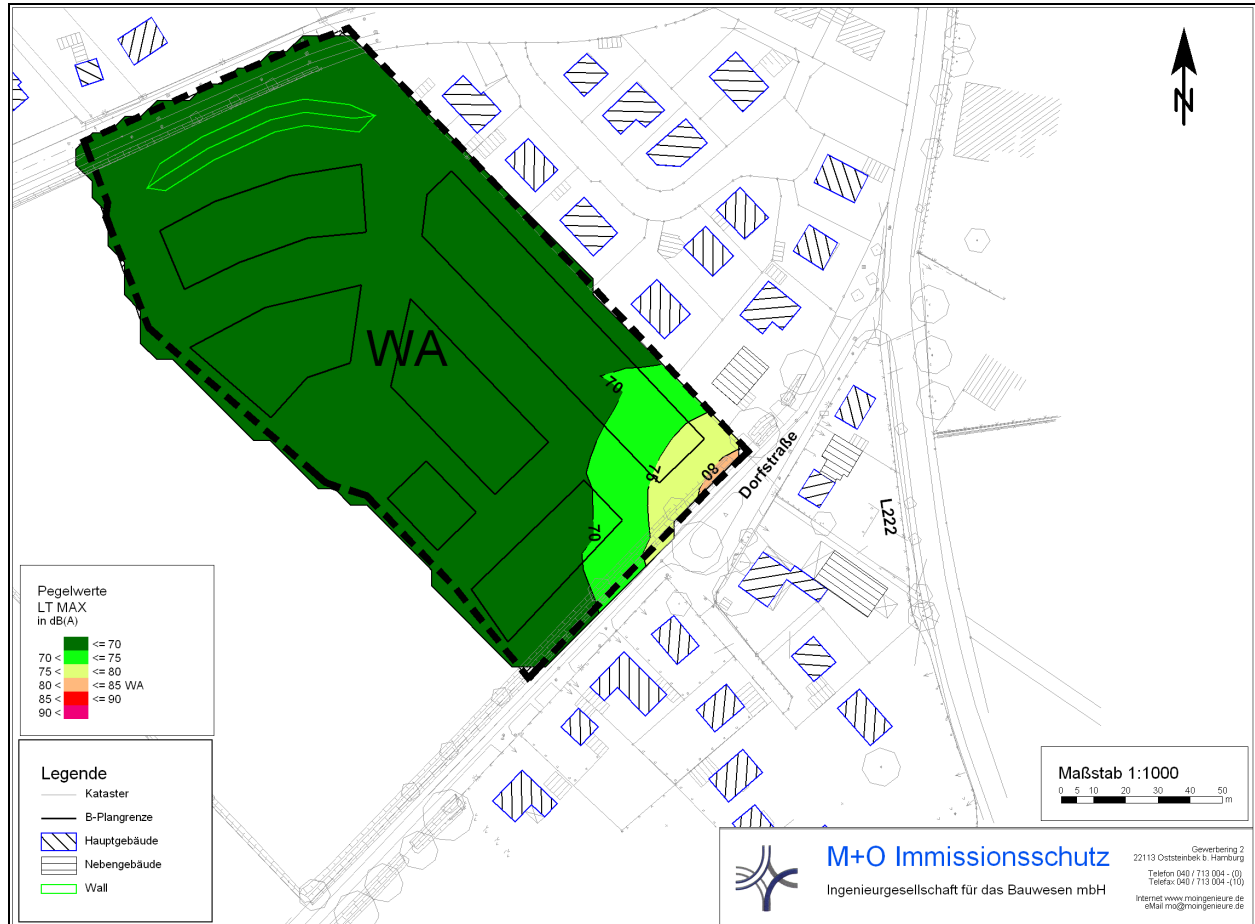 N
WA
70
75
80
70
Dorfstraße
L222
Pegelwerte
LT MAX
in dB(A)
<= 70
70 < <= 75
75 < <= 80
80 < <= 85 WA
85 < <= 90
90 <
Legende
Kataster
B-Plangrenze
Hauptgebäude
Nebengebäude
Wall
Maßstab 1:1000
0 5 10 20 30 40 50
m
M+O Immissionsschutz
Ingenieurgesellschaft für das Bauwesen mbH
Gewerbering 2
22113 Oststeinbek b. Hamburg
Telefon 040 / 713 004 - (0)
Telefax 040 / 713 004 -(10)
Internet www.moingenieure.de
eMail mo@moingenieure.de